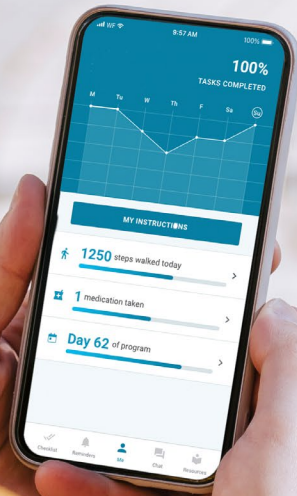 WF
9:57 AM
100%
100%
TASKS COMPLETED
M Tu W Th F Sa Su
MY INSTRUCTIONS
1250 steps walked today
1 medication taken
Day 62 of program
Checklist Reminders Me Chat Resources